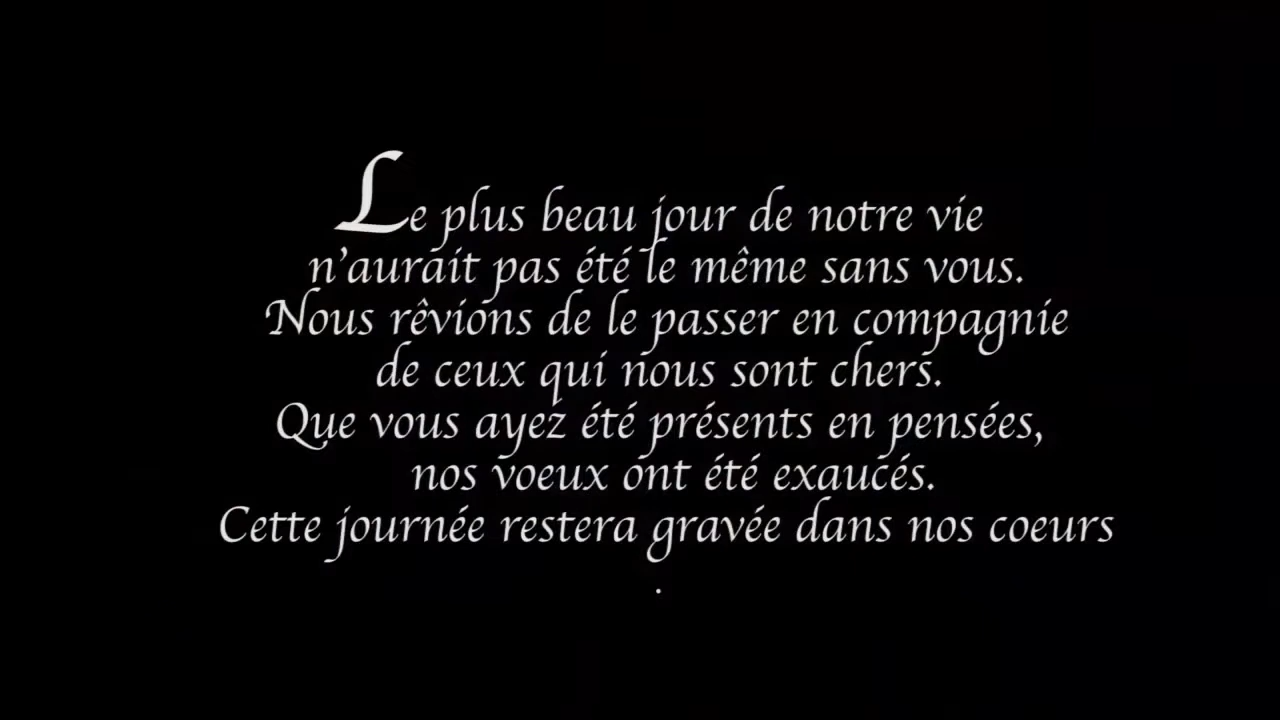 Le plus beau jour de notre vie
n'aurait pas été le même sans vous.
Nous rêvions de le passer en compagnie
de ceux qui nous sont chers.
Que vous ayez été présents en pensées,
nos voeux ont été exaucés.
Cette journée restera gravée dans nos coeurs
.